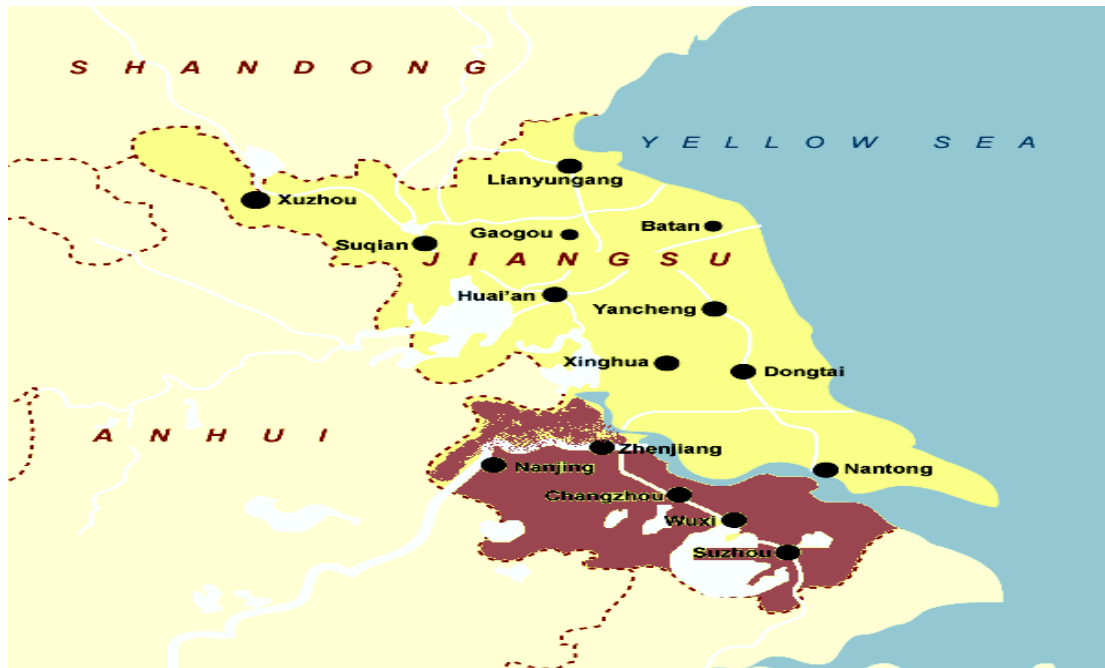 SHANDONG
YELLOW SEA
Lianyungang
Xuzhou
Batan
Gaogou
Suqian
JIANGSU
Huai'an
Yancheng
Xinghua
Dongtai
ANHUI
Zhenjiang
Nanjing
Nantong
Changzhou
Wuxi
Suzhou